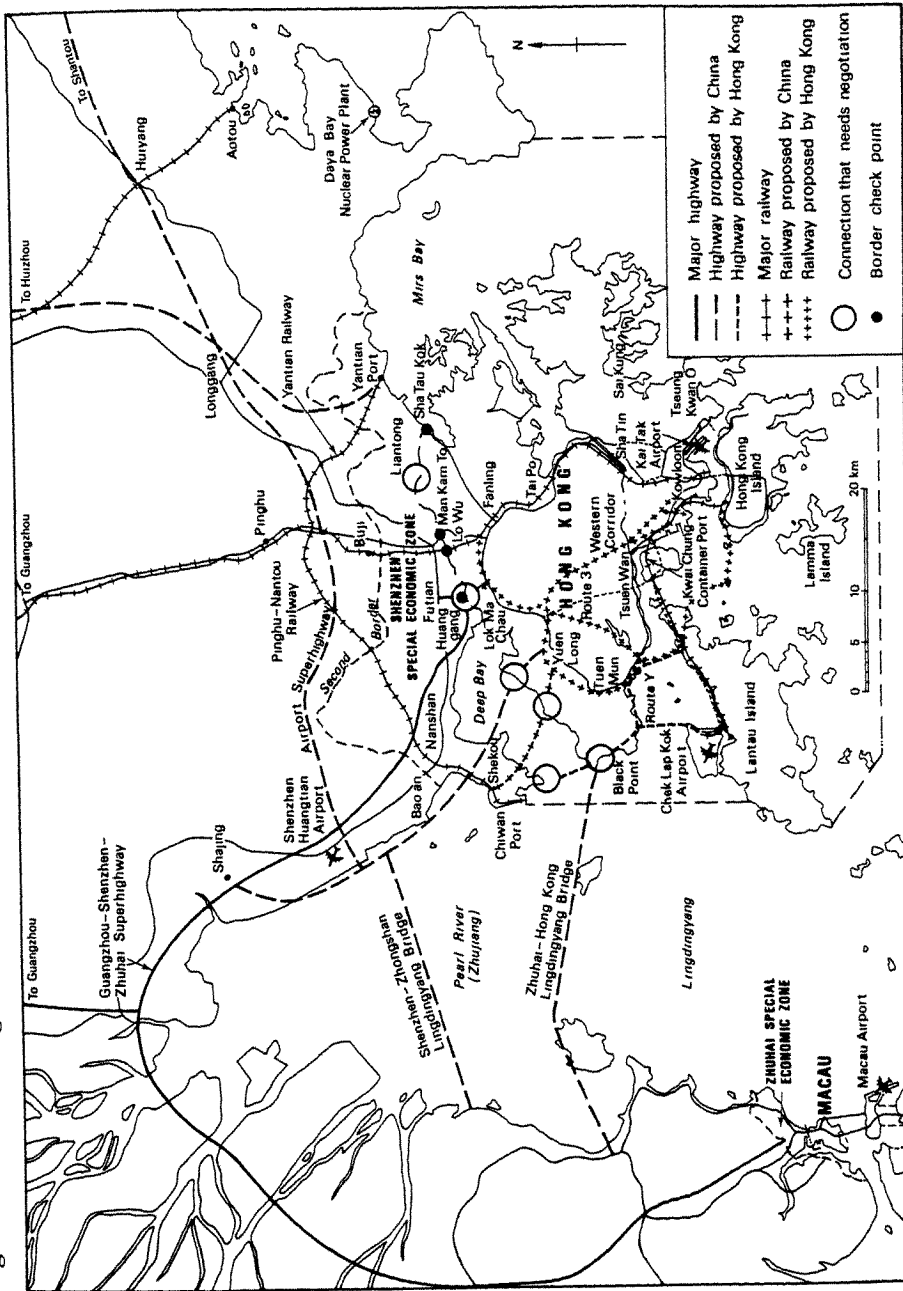 To Guangzhou
To Guangzhou
To Huizhou
To Shantou
Guangzhou–Shenzhen–
Zhuhai Superhighway
Shajing
Shenzhen
Huangtian
Airport
Airport Superhighway
Pinghu–Nantou
Railway
Pinghu
Longgang
Huiyang
Aotou
Daya Bay
Nuclear Power Plant
Yantian Railway
Yantian
Port
Buji
Second Border
SHENZHEN
SPECIAL ECONOMIC ZONE
Futian
Huang
gang
Liantong
Sha Tau Kok
Man Kam To
Lo Wu
Mirs Bay
Bao an
Nanshan
Shekou
Chiwan
Port
Deep Bay
Lok Ma
Chau
Fanling
Tai Po
HONG KONG
Yuen
Long
Route 3
Western
Corridor
Tuen
Mun
Tsuen Wan
Sha Tin
Sai Kung
Tseung
Kwan O
Kai Tak
Airport
Kowloon
Kwai Chung
Container Port
Hong Kong
Island
Lamma
Island
Route Y
Black
Point
Chek Lap Kok
Airport
Lantau Island
Shenzhen–Zhongshan
Lingdingyang Bridge
Pearl River
(Zhujiang)
Zhuhai–Hong Kong
Lingdingyang Bridge
Lingdingyang
ZHUHAI SPECIAL
ECONOMIC ZONE
MACAU
Macau Airport
N
0 5 10 20 km
Major highway
Highway proposed by China
Highway proposed by Hong Kong
Major railway
Railway proposed by China
Railway proposed by Hong Kong
Connection that needs negotiation
Border check point